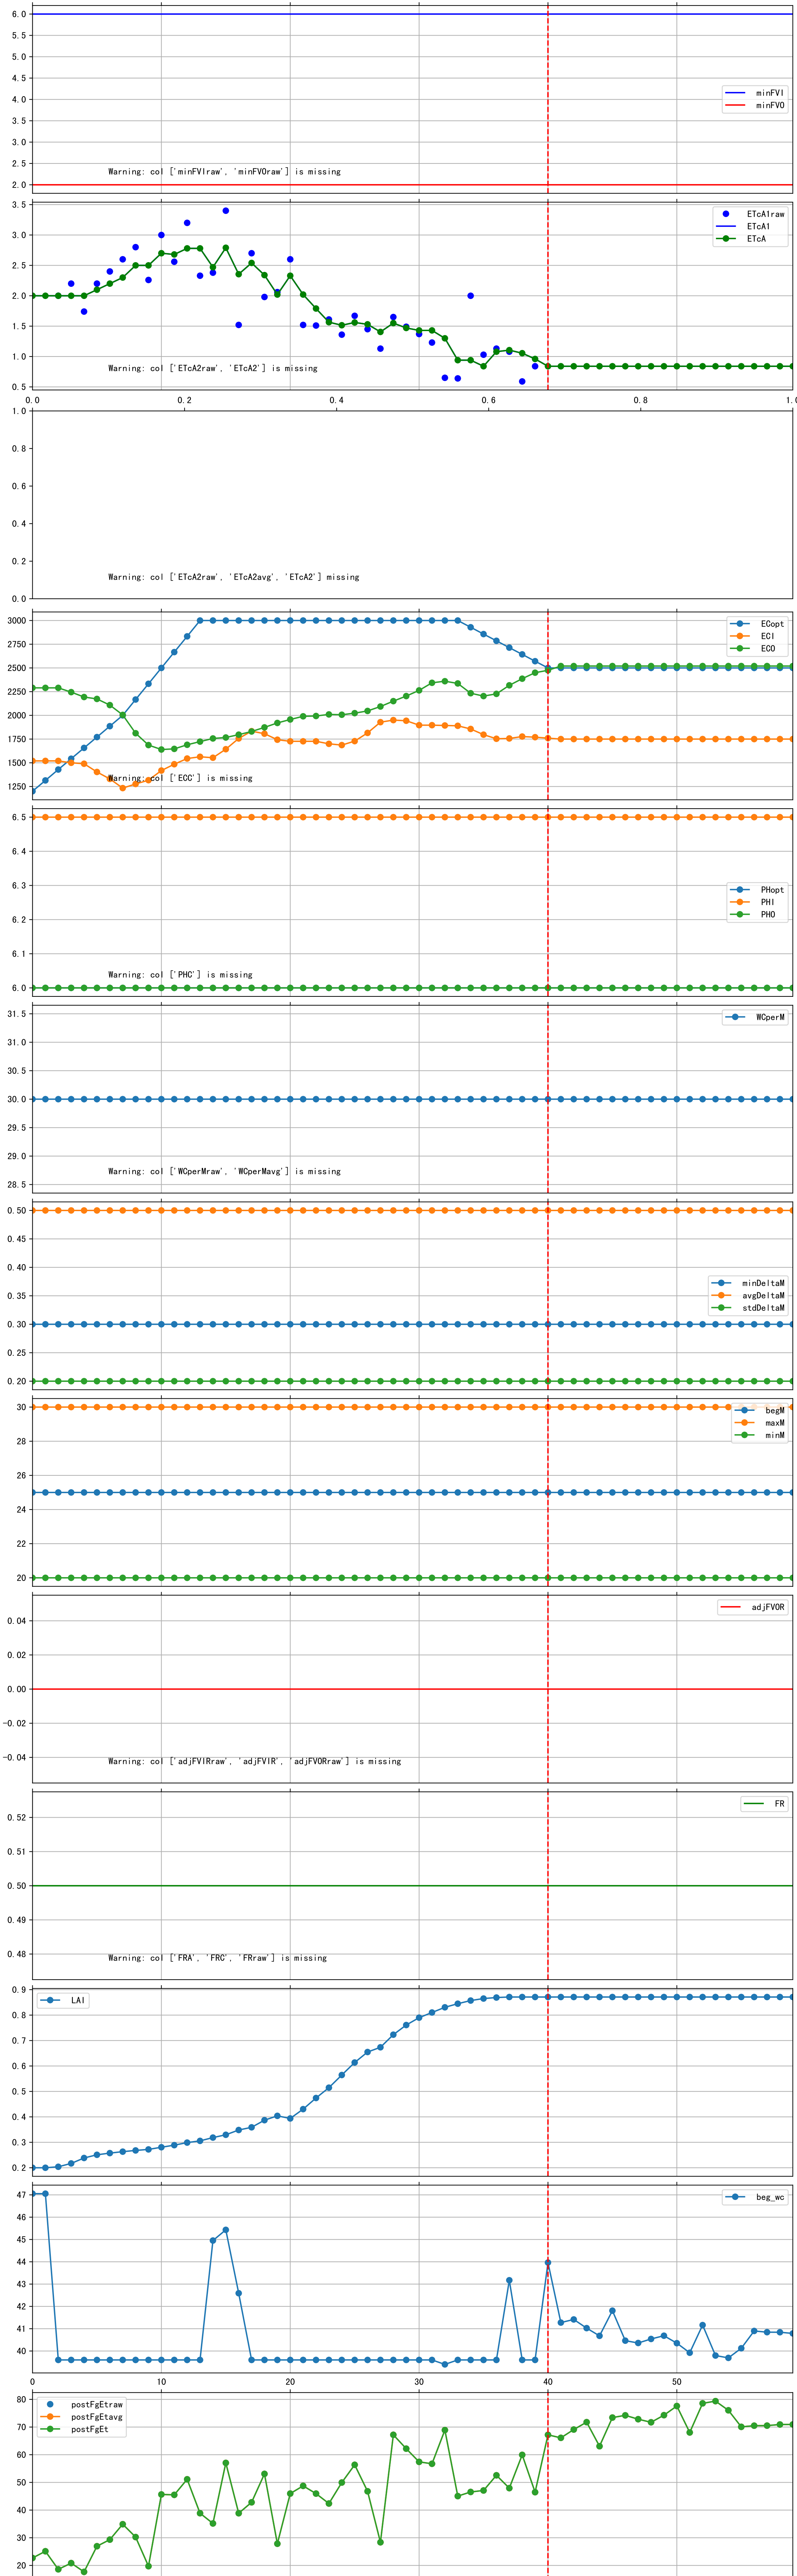 6.0
5.5
5.0
4.5
4.0
3.5
3.0
2.5
2.0
minFVI
minFVO
Warning: col ['minFVIraw', 'minFVOraw'] is missing
3.5
3.0
2.5
2.0
1.5
1.0
0.5
ETcA1raw
ETcA1
ETcA
Warning: col ['ETcA2raw', 'ETcA2'] is missing
0.0 0.2 0.4 0.6 0.8 1.0
1.0
0.8
0.6
0.4
0.2
0.0
Warning: col ['ETcA2raw', 'ETcA2avg', 'ETcA2'] missing
3000
2750
2500
2250
2000
1750
1500
1250
ECopt
ECI
ECO
Warning: col ['ECC'] is missing
6.5
6.4
6.3
6.2
6.1
6.0
PHopt
PHI
PHO
Warning: col ['PHC'] is missing
31.5
31.0
30.5
30.0
29.5
29.0
28.5
WCperM
Warning: col ['WCperMraw', 'WCperMavg'] is missing
0.50
0.45
0.40
0.35
0.30
0.25
0.20
minDeltaM
avgDeltaM
stdDeltaM
30
28
26
24
22
20
begM
maxM
minM
0.04
0.02
0.00
−0.02
−0.04
adjFVOR
Warning: col ['adjFVIRraw', 'adjFVIR', 'adjFVORraw'] is missing
0.52
0.51
0.50
0.49
0.48
FR
Warning: col ['FRA', 'FRC', 'FRraw'] is missing
0.9
0.8
0.7
0.6
0.5
0.4
0.3
0.2
LAI
47
46
45
44
43
42
41
40
beg_wc
0 10 20 30 40 50
80
70
60
50
40
30
20
postFgEtraw
postFgEtavg
postFgEt